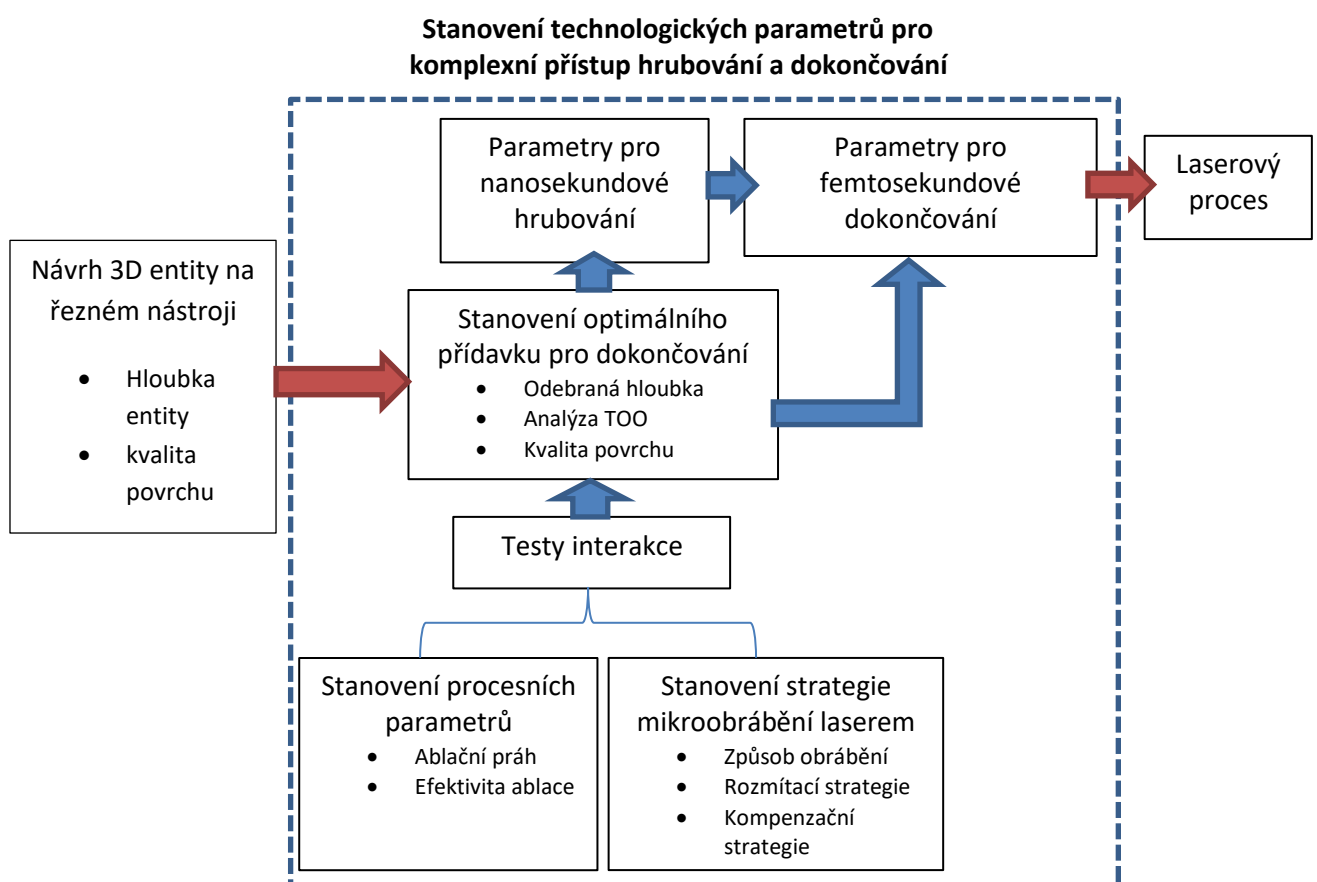 Stanovení technologických parametrů pro
komplexní přístup hrubování a dokončování
Návrh 3D entity na
řezném nástroji
• Hloubka
entity
• kvalita
povrchu
Parametry pro
nanosekundové
hrubování
Parametry pro
femtosekundové
dokončování
Laserový
proces
Stanovení optimálního
přídavku pro dokončování
• Odebraná hloubka
• Analýza TOO
• Kvalita povrchu
Testy interakce
Stanovení procesních
parametrů
• Ablační práh
• Efektivita ablace
Stanovení strategie
mikroobrábění laserem
• Způsob obrábění
• Rozmítací strategie
• Kompenzační
strategie